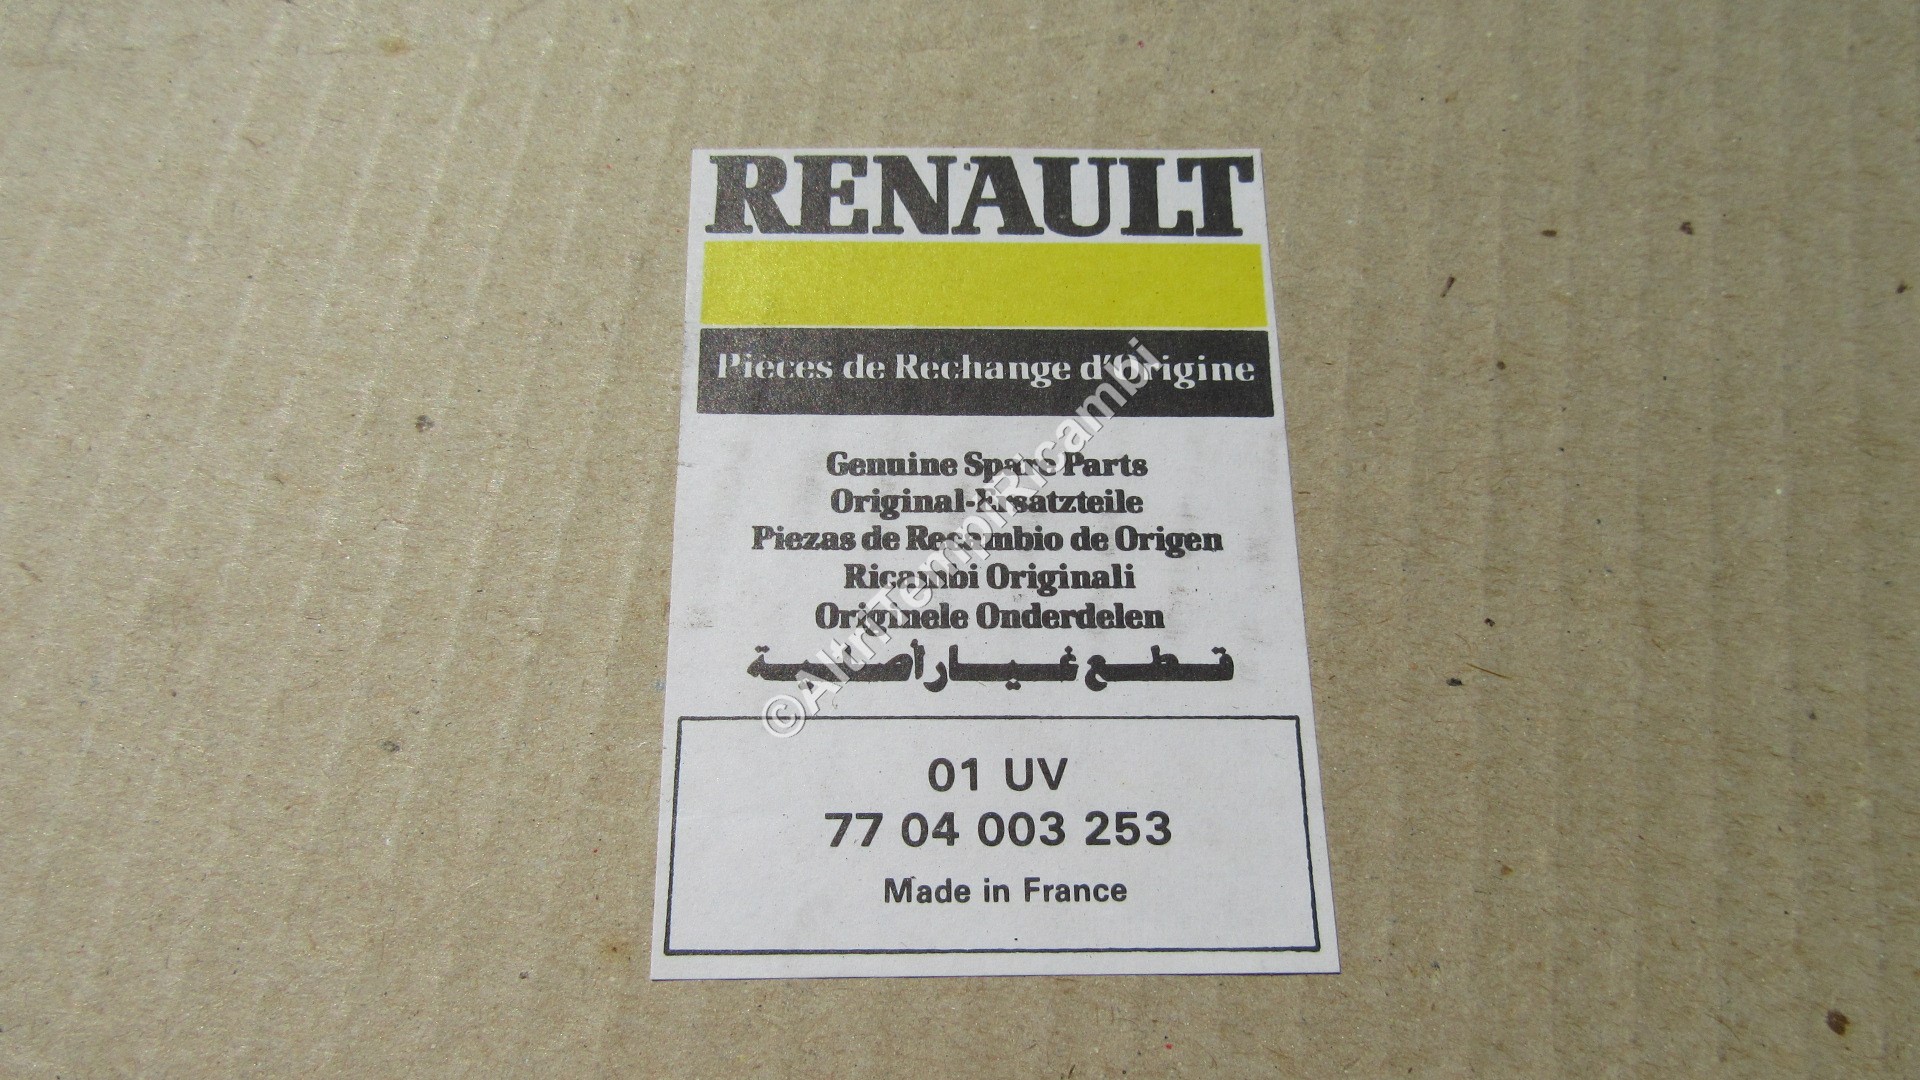 RENAULT
Pièces de Rechange d'Origine
Genuine Spare Parts
Original-Ersatzteile
Piezas de Recambio de Origen
Ricambi Originali
Originele Onderdelen
قطع غيار أصلية
01 UV
77 04 003 253
Made in France
©AltriTempiRicambi